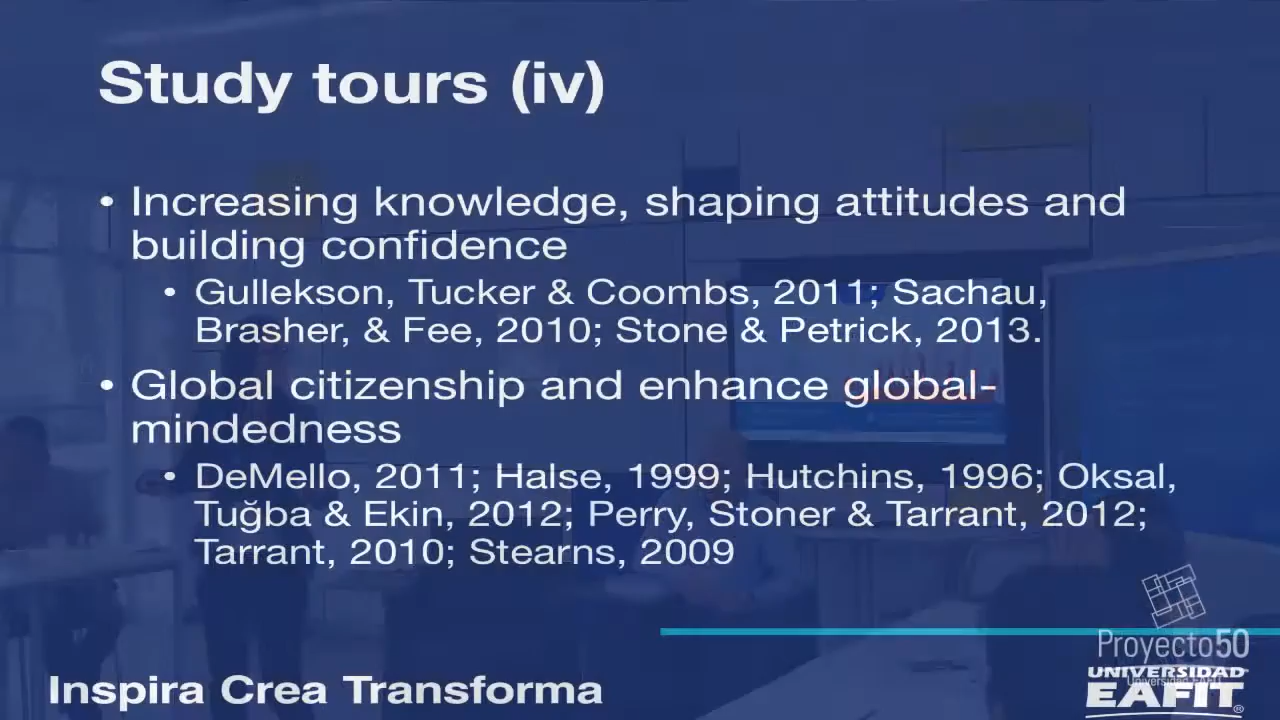 Study tours (iv)
• Increasing knowledge, shaping attitudes and
building confidence
• Gullekson, Tucker & Coombs, 2011; Sachau,
Brasher, & Fee, 2010; Stone & Petrick, 2013.
• Global citizenship and enhance global-
mindedness
• DeMello, 2011; Halse, 1999; Hutchins, 1996; Oksal,
Tuğba & Ekin, 2012; Perry, Stoner & Tarrant, 2012;
Tarrant, 2010; Stearns, 2009
Proyecto50
Universidad EAFIT
UNIVERSIDAD
EAFIT®
Inspira Crea Transforma